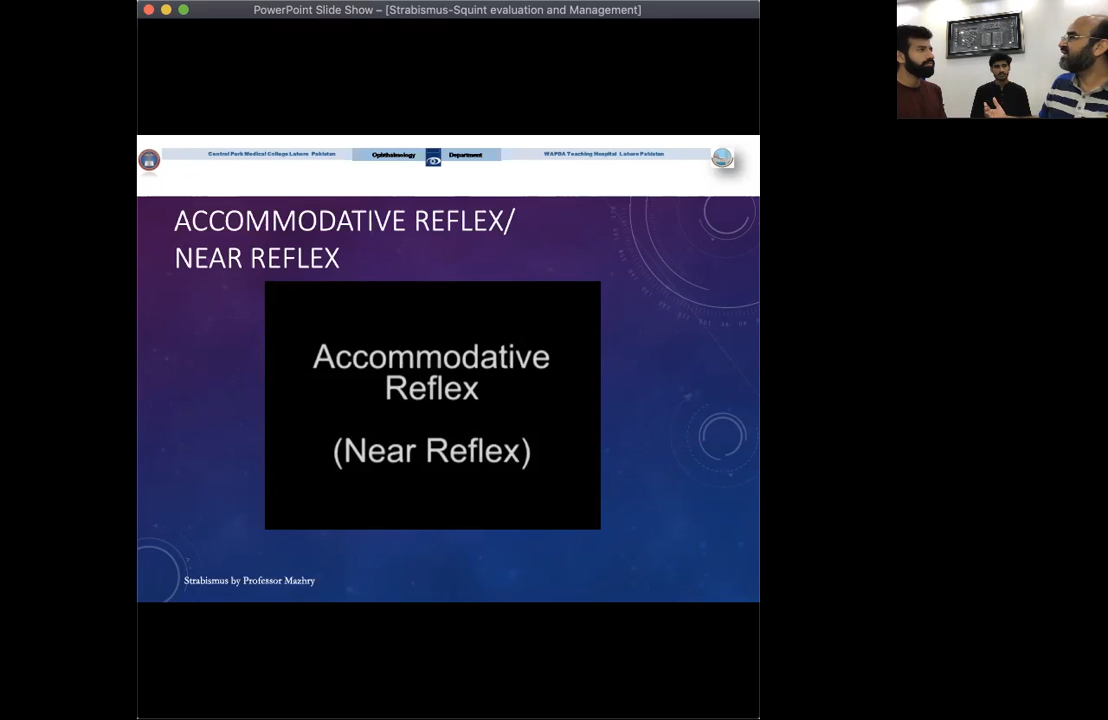 PowerPoint Slide Show – [Strabismus-Squint evaluation and Management]
Central Park Medical College Lahore Pakistan
Ophthalmology
Department
WAPDA Teaching Hospital Lahore Pakistan
ACCOMMODATIVE REFLEX/
NEAR REFLEX
Accommodative
Reflex
(Near Reflex)
Strabismus by Professor Mazhry